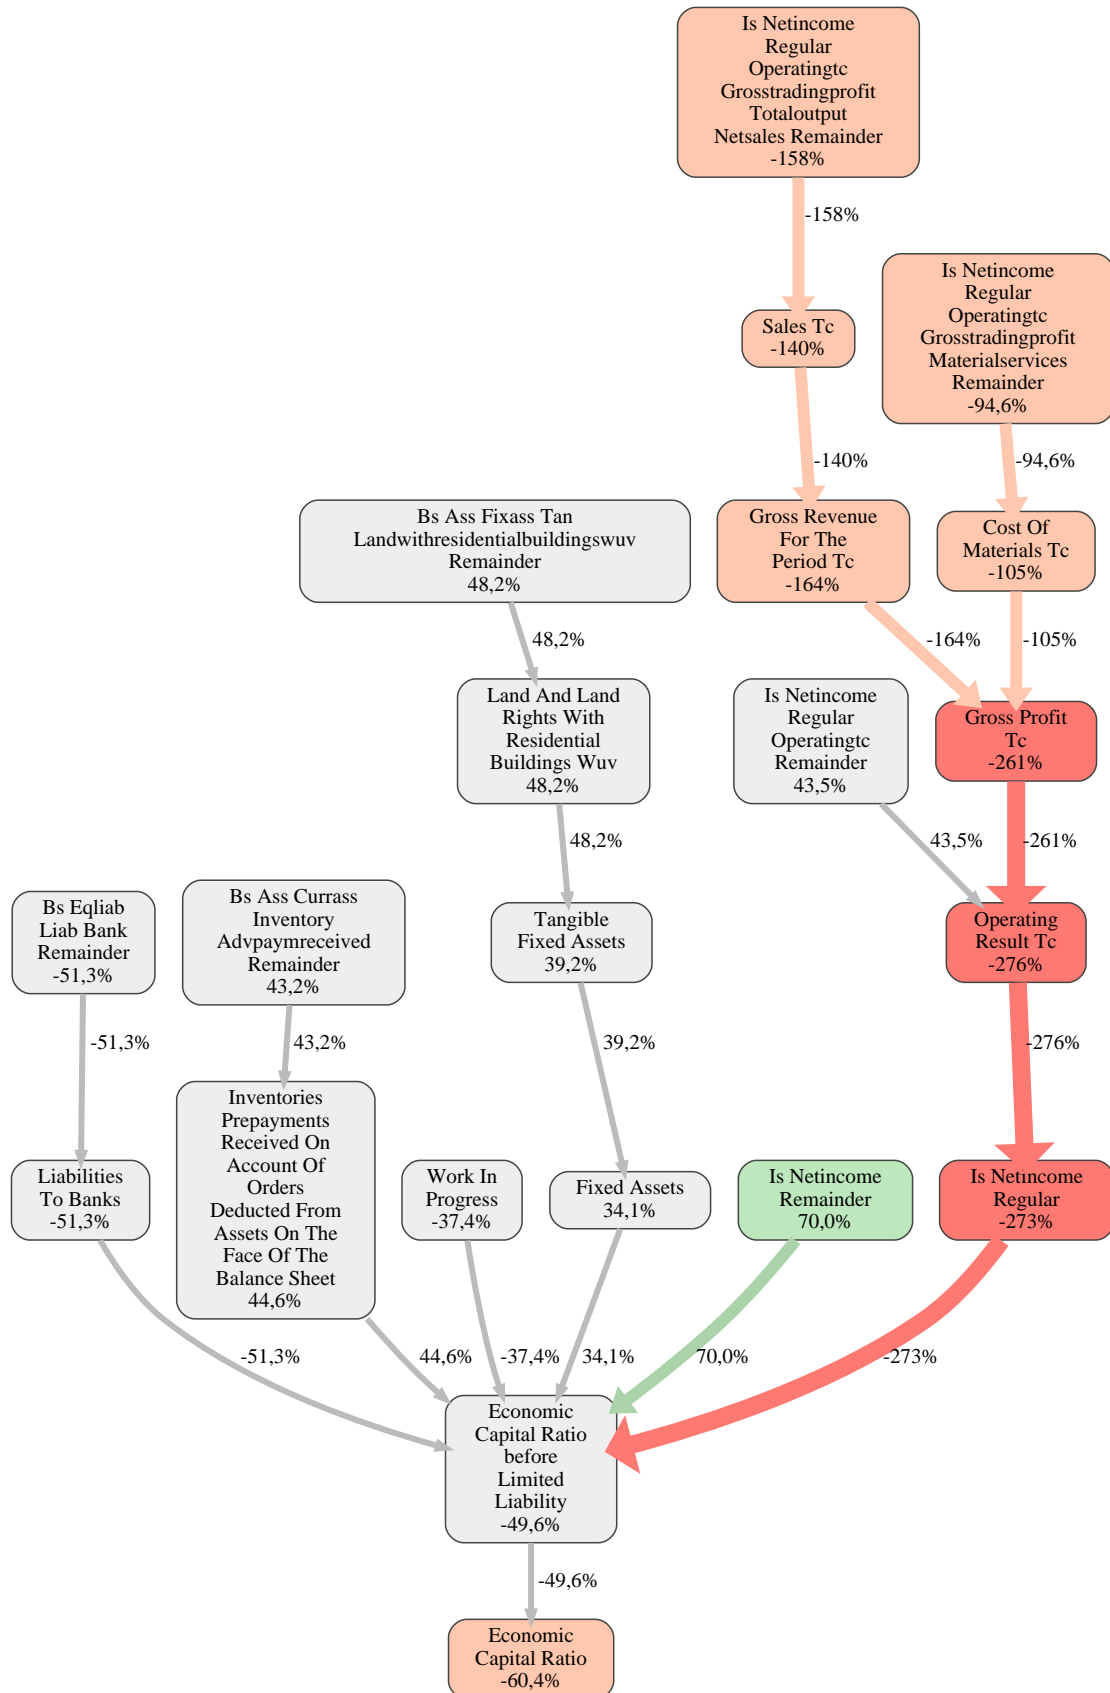 Is Netincome
Regular
Operatingtc
Grosstradingprofit
Totaloutput
Netsales Remainder
-158%
-158%
Sales Tc
-140%
Is Netincome
Regular
Operatingtc
Grosstradingprofit
Materialservices
Remainder
-94,6%
-140%
-94,6%
Bs Ass Fixass Tan
Landwithresidentialbuildingswuv
Remainder
48,2%
Gross Revenue
For The
Period Tc
-164%
Cost Of
Materials Tc
-105%
48,2%
-164%
-105%
Land And Land
Rights With
Residential
Buildings Wuv
48,2%
Is Netincome
Regular
Operatingtc
Remainder
43,5%
Gross Profit
Tc
-261%
48,2%
43,5%
-261%
Bs Eqliab
Liab Bank
Remainder
-51,3%
Bs Ass Currass
Inventory
Advpaymreceived
Remainder
43,2%
Tangible
Fixed Assets
39,2%
Operating
Result Tc
-276%
-51,3%
43,2%
39,2%
-276%
Liabilities
To Banks
-51,3%
Inventories
Prepayments
Received On
Account Of
Orders
Deducted From
Assets On The
Face Of The
Balance Sheet
44,6%
Work In
Progress
-37,4%
Fixed Assets
34,1%
Is Netincome
Remainder
70,0%
Is Netincome
Regular
-273%
-51,3%
44,6%
-37,4%
34,1%
70,0%
-273%
Economic
Capital Ratio
before
Limited
Liability
-49,6%
-49,6%
Economic
Capital Ratio
-60,4%